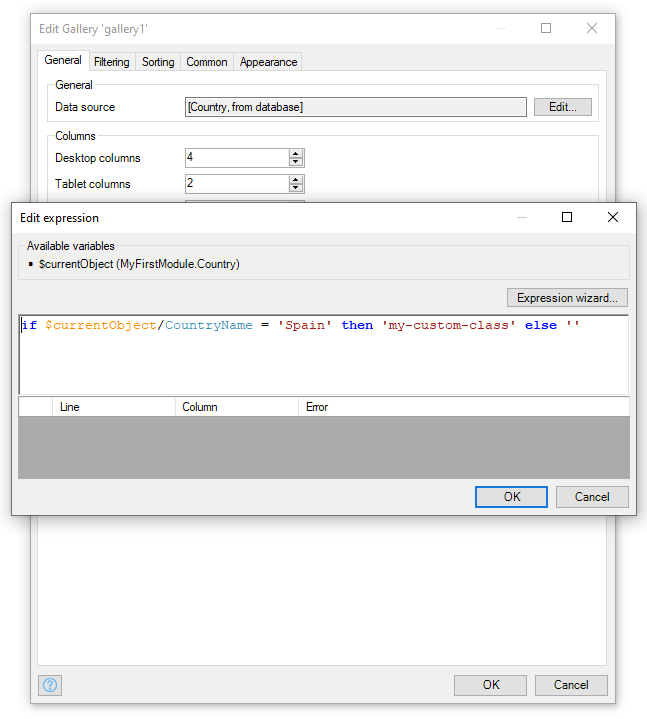 Edit Gallery 'gallery1'
General Filtering Sorting Common Appearance
General
Data source [Country, from database] Edit...
Columns
Desktop columns 4
Tablet columns 2
Edit expression
Available variables
$currentObject (MyFirstModule.Country)
Expression wizard...
if $currentObject/CountryName = 'Spain' then 'my-custom-class' else ''
Line Column Error
OK Cancel
OK Cancel